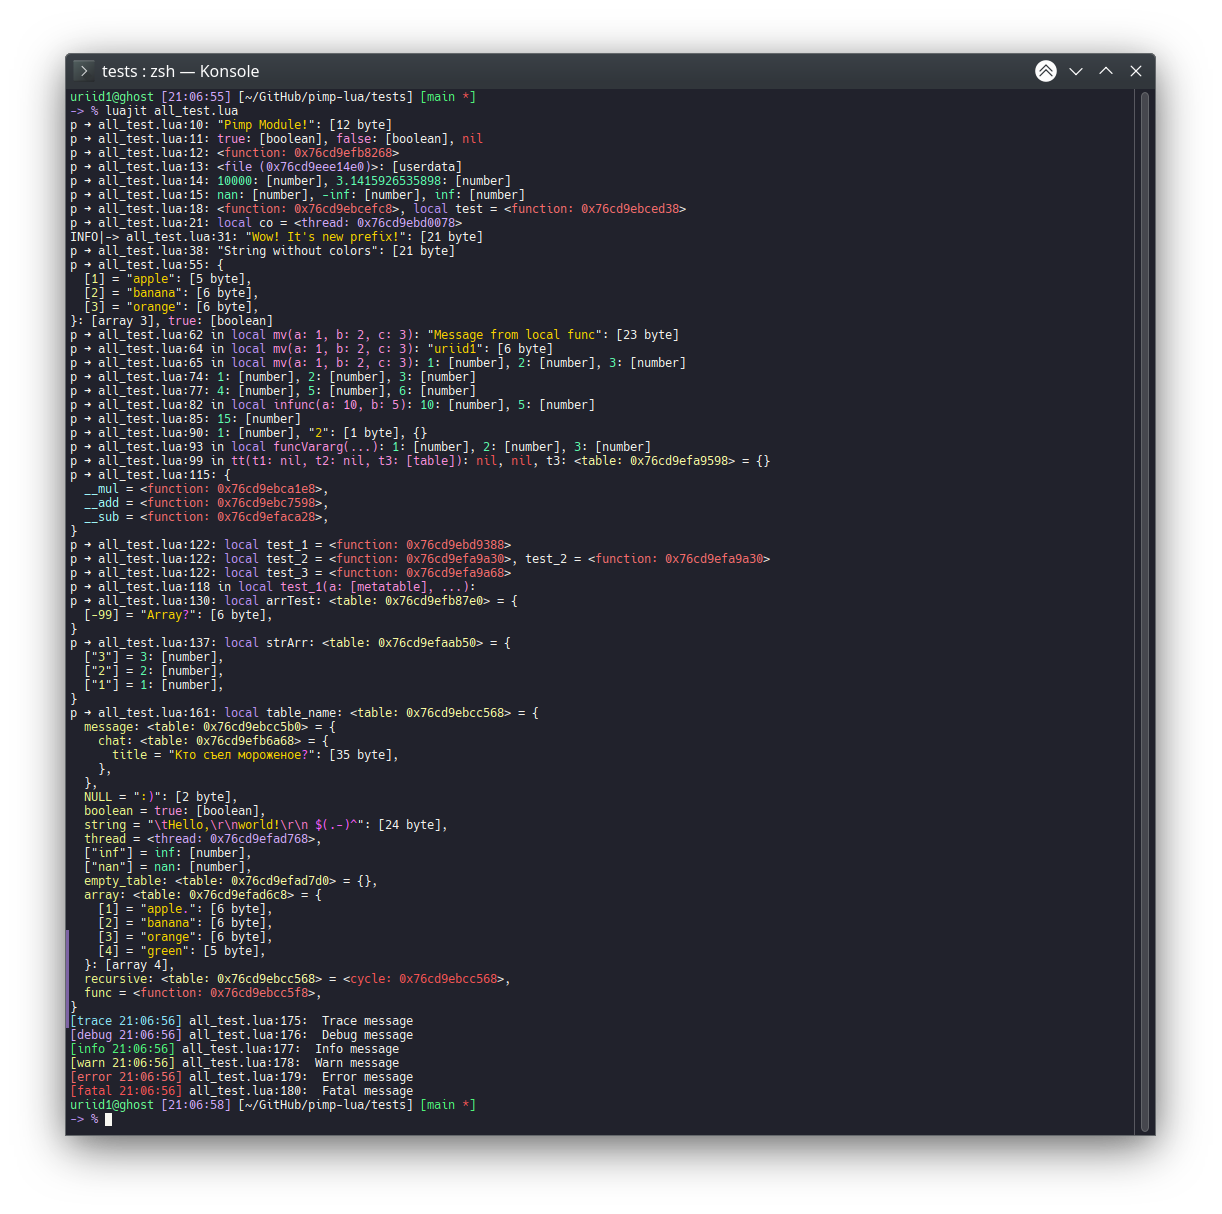 tests : zsh — Konsole
uriid1@ghost [21:06:55] [~/GitHub/pimp-lua/tests] [main *]
-> % luajit all_test.lua
p ➜ all_test.lua:10: "Pimp Module!": [12 byte]
p ➜ all_test.lua:11: true: [boolean], false: [boolean], nil
p ➜ all_test.lua:12: <function: 0x76cd9efb8268>
p ➜ all_test.lua:13: <file (0x76cd9eee14e0)>: [userdata]
p ➜ all_test.lua:14: 10000: [number], 3.1415926535898: [number]
p ➜ all_test.lua:15: nan: [number], -inf: [number], inf: [number]
p ➜ all_test.lua:18: <function: 0x76cd9ebcefc8>, local test = <function: 0x76cd9ebced38>
p ➜ all_test.lua:21: local co = <thread: 0x76cd9ebd0078>
INFO|-> all_test.lua:31: "Wow! It's new prefix!": [21 byte]
p ➜ all_test.lua:38: "String without colors": [21 byte]
p ➜ all_test.lua:55: {
  [1] = "apple": [5 byte],
  [2] = "banana": [6 byte],
  [3] = "orange": [6 byte],
}: [array 3], true: [boolean]
p ➜ all_test.lua:62 in local mv(a: 1, b: 2, c: 3): "Message from local func": [23 byte]
p ➜ all_test.lua:64 in local mv(a: 1, b: 2, c: 3): "uriid1": [6 byte]
p ➜ all_test.lua:65 in local mv(a: 1, b: 2, c: 3): 1: [number], 2: [number], 3: [number]
p ➜ all_test.lua:74: 1: [number], 2: [number], 3: [number]
p ➜ all_test.lua:77: 4: [number], 5: [number], 6: [number]
p ➜ all_test.lua:82 in local infunc(a: 10, b: 5): 10: [number], 5: [number]
p ➜ all_test.lua:85: 15: [number]
p ➜ all_test.lua:90: 1: [number], "2": [1 byte], {}
p ➜ all_test.lua:93 in local funcVararg(...): 1: [number], 2: [number], 3: [number]
p ➜ all_test.lua:99 in tt(t1: nil, t2: nil, t3: [table]): nil, nil, t3: <table: 0x76cd9efa9598> = {}
p ➜ all_test.lua:115: {
  __mul = <function: 0x76cd9ebca1e8>,
  __add = <function: 0x76cd9ebc7598>,
  __sub = <function: 0x76cd9efaca28>,
}
p ➜ all_test.lua:122: local test_1 = <function: 0x76cd9ebd9388>
p ➜ all_test.lua:122: local test_2 = <function: 0x76cd9efa9a30>, test_2 = <function: 0x76cd9efa9a30>
p ➜ all_test.lua:122: local test_3 = <function: 0x76cd9efa9a68>
p ➜ all_test.lua:118 in local test_1(a: [metatable], ...):
p ➜ all_test.lua:130: local arrTest: <table: 0x76cd9efb87e0> = {
  [-99] = "Array?": [6 byte],
}
p ➜ all_test.lua:137: local strArr: <table: 0x76cd9efaab50> = {
  ["3"] = 3: [number],
  ["2"] = 2: [number],
  ["1"] = 1: [number],
}
p ➜ all_test.lua:161: local table_name: <table: 0x76cd9ebcc568> = {
  message: <table: 0x76cd9ebcc5b0> = {
    chat: <table: 0x76cd9efb6a68> = {
      title = "Кто съел мороженое?": [35 byte],
    },
  },
  NULL = ":)": [2 byte],
  boolean = true: [boolean],
  string = "\tHello,\r\nworld!\r\n $(.-)^": [24 byte],
  thread = <thread: 0x76cd9efad768>,
  ["inf"] = inf: [number],
  ["nan"] = nan: [number],
  empty_table: <table: 0x76cd9efad7d0> = {},
  array: <table: 0x76cd9efad6c8> = {
    [1] = "apple.": [6 byte],
    [2] = "banana": [6 byte],
    [3] = "orange": [6 byte],
    [4] = "green": [5 byte],
  }: [array 4],
  recursive: <table: 0x76cd9ebcc568> = <cycle: 0x76cd9ebcc568>,
  func = <function: 0x76cd9ebcc5f8>,
}
[trace 21:06:56] all_test.lua:175:  Trace message
[debug 21:06:56] all_test.lua:176:  Debug message
[info 21:06:56] all_test.lua:177:  Info message
[warn 21:06:56] all_test.lua:178:  Warn message
[error 21:06:56] all_test.lua:179:  Error message
[fatal 21:06:56] all_test.lua:180:  Fatal message
uriid1@ghost [21:06:58] [~/GitHub/pimp-lua/tests] [main *]
-> %